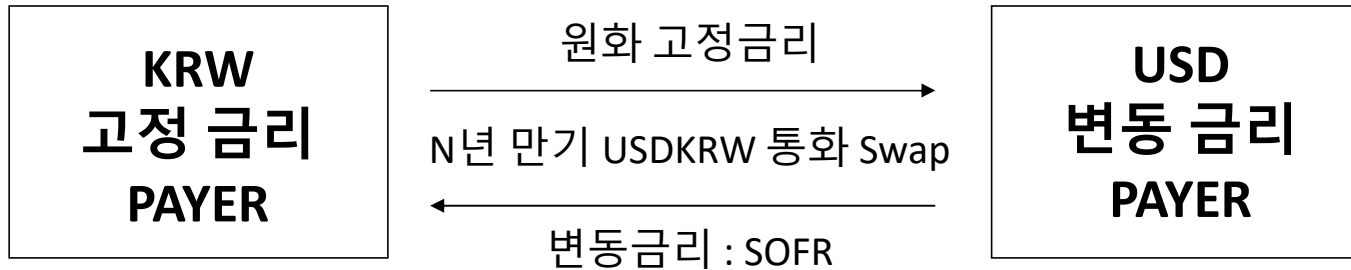 KRW
고정 금리
PAYER
원화 고정금리
N년 만기 USDKRW 통화 Swap
변동금리 : SOFR
USD
변동 금리
PAYER